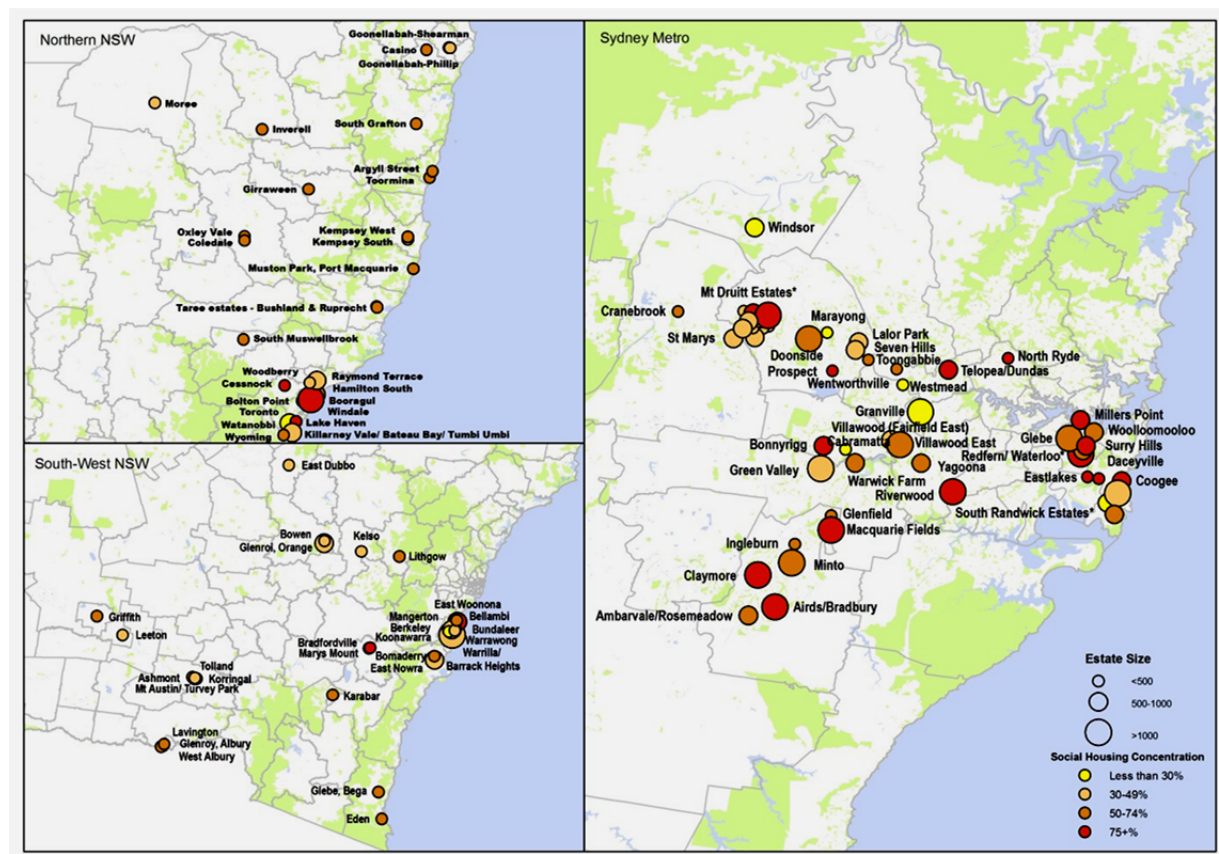 Northern NSW
Goonellabah-Shearman
Casino
Goonellabah-Phillip
Moree
Inverell
South Grafton
Argyll Street
Toormina
Girraween
Oxley Vale
Coledale
Kempsey West
Kempsey South
Muston Park, Port Macquarie
Taree estates - Bushland & Ruprecht
South Muswellbrook
Woodberry
Cessnock
Raymond Terrace
Hamilton South
Bolton Point
Booragul
Toronto
Windale
Watanobbi
Lake Haven
Wyoming
Killarney Vale/ Bateau Bay/ Tumbi Umbi
South-West NSW
East Dubbo
Bowen
Glenroi, Orange
Kelso
Lithgow
Griffith
Leeton
East Woonona
Mangerton
Bellambi
Berkeley
Bundaleer
Koonawarra
Warrawong
Bradfordville
Marys Mount
Warrilla/
Bomaderry
Barrack Heights
East Nowra
Tolland
Ashmont
Korringal
Mt Austin/ Turvey Park
Karabar
Lavington
Glenroy, Albury
West Albury
Glebe, Bega
Eden
Sydney Metro
Windsor
Mt Druitt Estates*
Cranebrook
Marayong
St Marys
Lalor Park
Seven Hills
Doonside
Toongabbie
North Ryde
Prospect
Telopea/Dundas
Wentworthville
Westmead
Granville
Millers Point
Villawood (Fairfield East)
Woolloomooloo
Glebe
Bonnyrigg
Cabramatta
Villawood East
Surry Hills
Redfern/ Waterloo*
Daceyville
Green Valley
Yagoona
Warwick Farm
Eastlakes
Coogee
Riverwood
South Randwick Estates*
Glenfield
Macquarie Fields
Ingleburn
Minto
Claymore
Ambarvale/Rosemeadow
Airds/Bradbury
Estate Size
<500
500-1000
>1000
Social Housing Concentration
Less than 30%
30-49%
50-74%
75+%